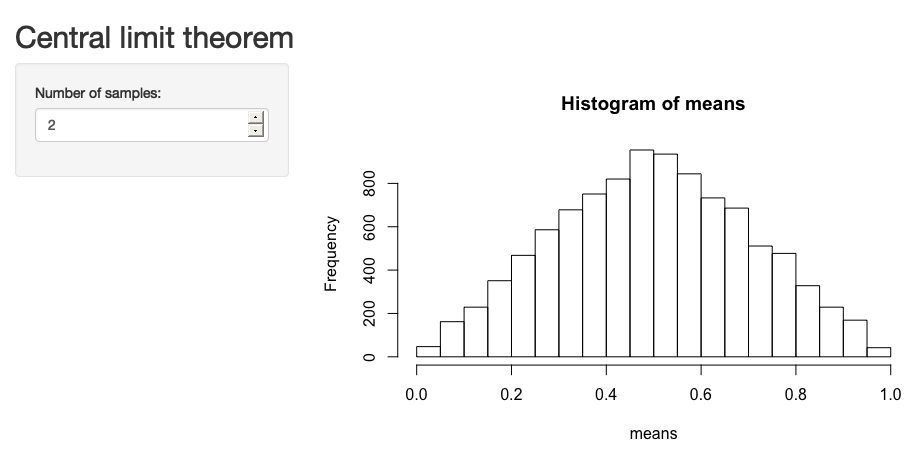 Central limit theorem
Number of samples:
2
Histogram of means
Frequency
800
600
400
200
0
0.0 0.2 0.4 0.6 0.8 1.0
means